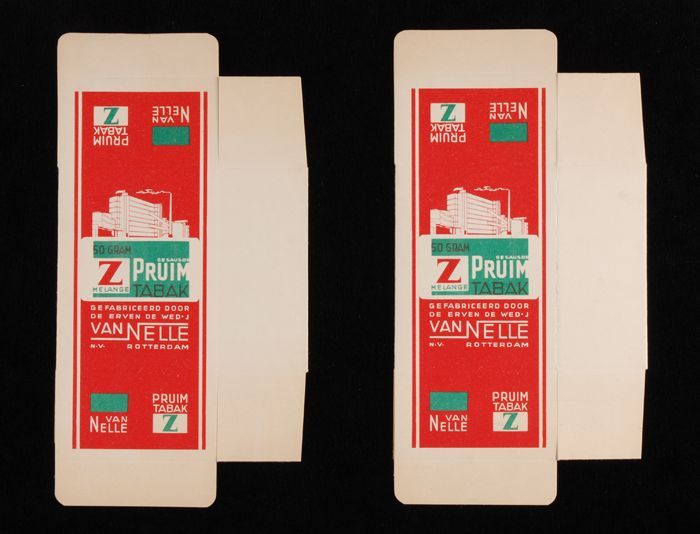 Z
PRUIM
TABAK
VAN
NELLE
50 GRAM
Z
MELANGE
GESAUSDE
PRUIM
TABAK
GEFABRICEERD DOOR
DE ERVEN DE WED. J
VAN NELLE
N.V. ROTTERDAM
VAN
NELLE
PRUIM
TABAK
Z
Z
PRUIM
TABAK
VAN
NELLE
50 GRAM
Z
MELANGE
GESAUSDE
PRUIM
TABAK
GEFABRICEERD DOOR
DE ERVEN DE WED. J
VAN NELLE
N.V. ROTTERDAM
VAN
NELLE
PRUIM
TABAK
Z